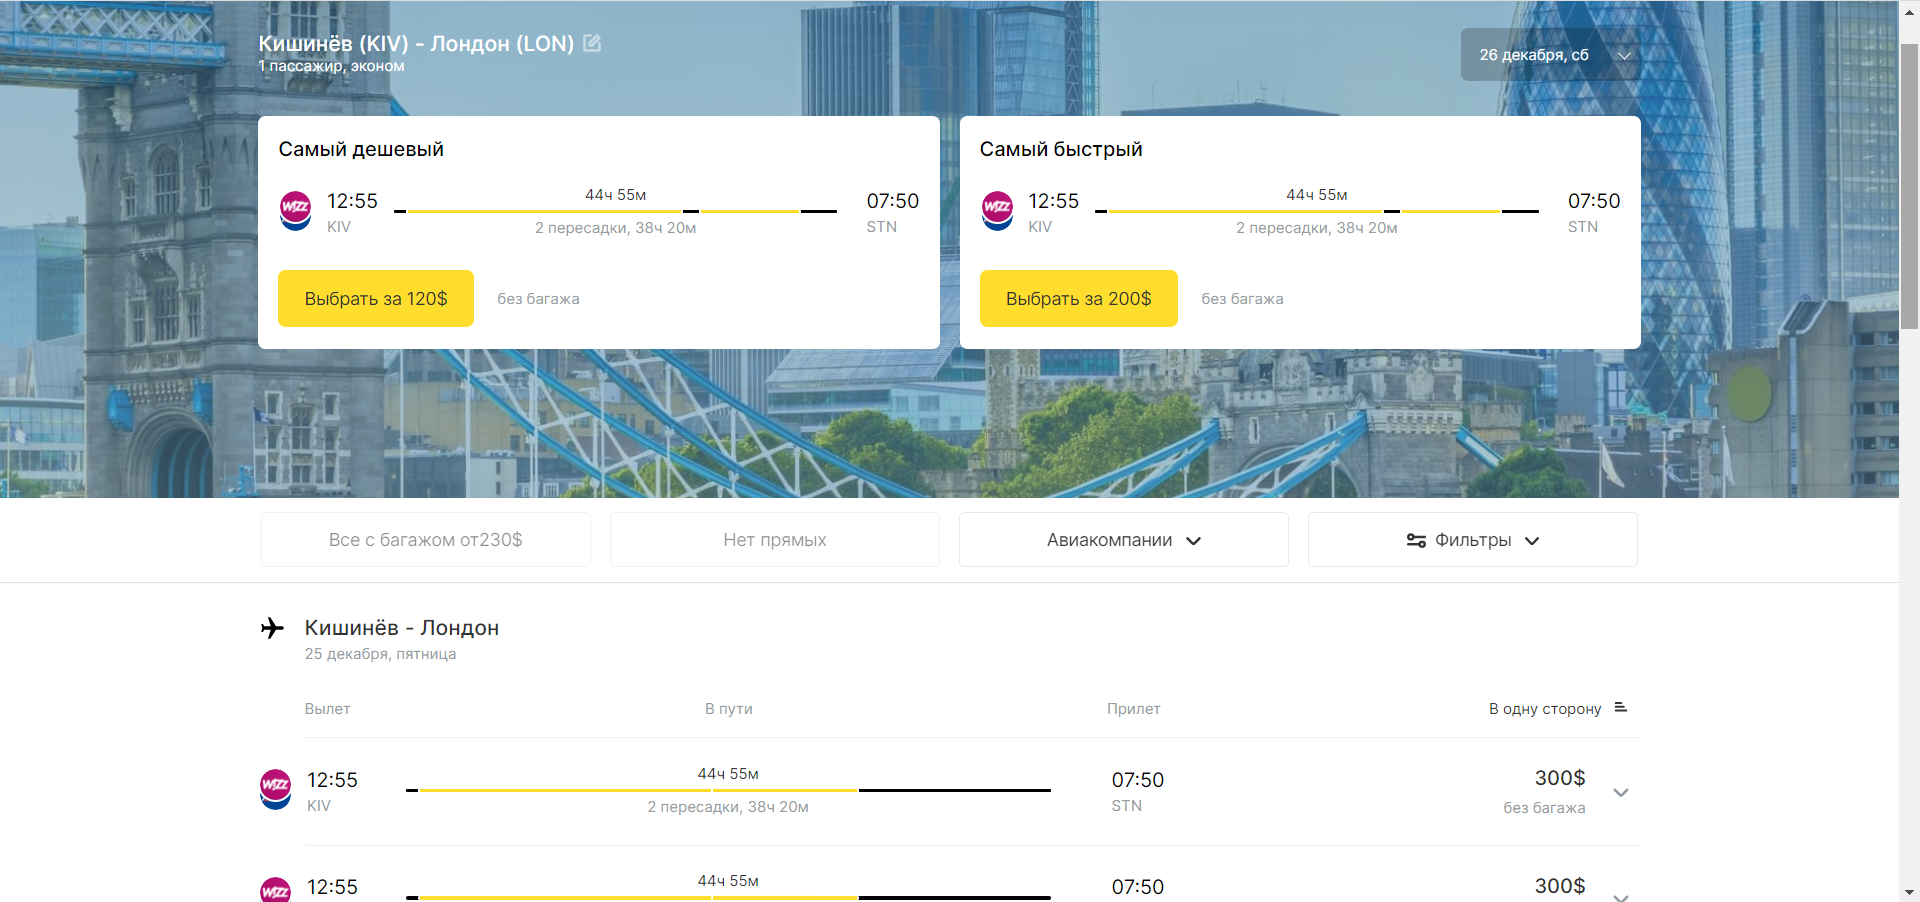 Кишинёв (KIV) - Лондон (LON)
1 пассажир, эконом
26 декабря, сб
Самый дешевый
W!ZZ
12:55
KIV
44ч 55м
2 пересадки, 38ч 20м
07:50
STN
Выбрать за 120$
без багажа
Самый быстрый
W!ZZ
12:55
KIV
44ч 55м
2 пересадки, 38ч 20м
07:50
STN
Выбрать за 200$
без багажа
Все с багажом от230$
Нет прямых
Авиакомпании
Фильтры
Кишинёв - Лондон
25 декабря, пятница
Вылет
В пути
Прилет
В одну сторону
W!ZZ
12:55
KIV
44ч 55м
2 пересадки, 38ч 20м
07:50
STN
300$
без багажа
W!ZZ
12:55
44ч 55м
07:50
300$